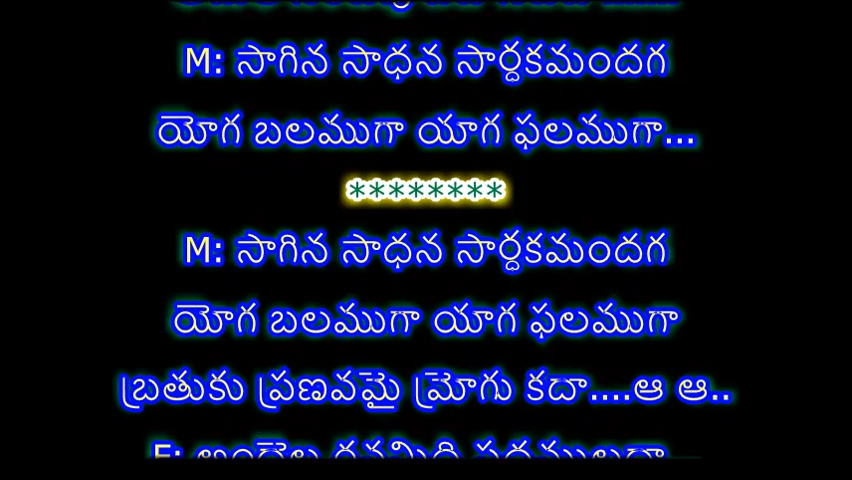 M: సాగిన సాధన సార్ధకమందగ
యోగ బలముగా యాగ ఫలముగా...
********
M: సాగిన సాధన సార్ధకమందగ
యోగ బలముగా యాగ ఫలముగా
బ్రతుకు ప్రణవమై మ్రోగు కదా....ఆ ఆ..
F: